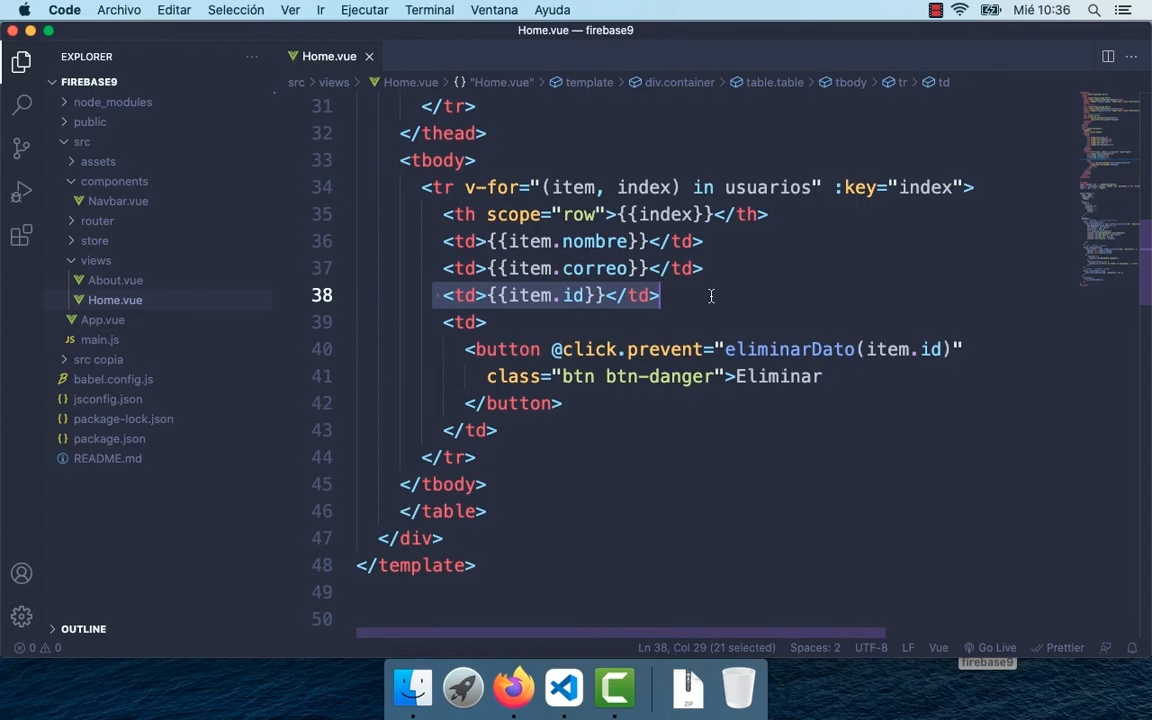 Code Archivo Editar Selección Ver Ir Ejecutar Terminal Ventana Ayuda Mié 10:36
Home.vue — firebase9
EXPLORER
Home.vue
FIREBASE9
src views Home.vue {} "Home.vue" template div.container table.table tbody tr td
node_modules
public
src
assets
components
Navbar.vue
router
store
views
About.vue
Home.vue
App.vue
main.js
src copia
babel.config.js
jsconfig.json
package-lock.json
package.json
README.md
OUTLINE
31 </tr>
32 </thead>
33 <tbody>
34 <tr v-for="(item, index) in usuarios" :key="index">
35 <th scope="row">{{index}}</th>
36 <td>{{item.nombre}}</td>
37 <td>{{item.correo}}</td>
38 <td>{{item.id}}</td>
39 <td>
40 <button @click.prevent="eliminarDato(item.id)"
41 class="btn btn-danger">Eliminar
42 </button>
43 </td>
44 </tr>
45 </tbody>
46 </table>
47 </div>
48 </template>
49
50
0 0 Ln 38, Col 29 (21 selected) Spaces: 2 UTF-8 LF Vue Go Live Prettier
firebase9
ZIP